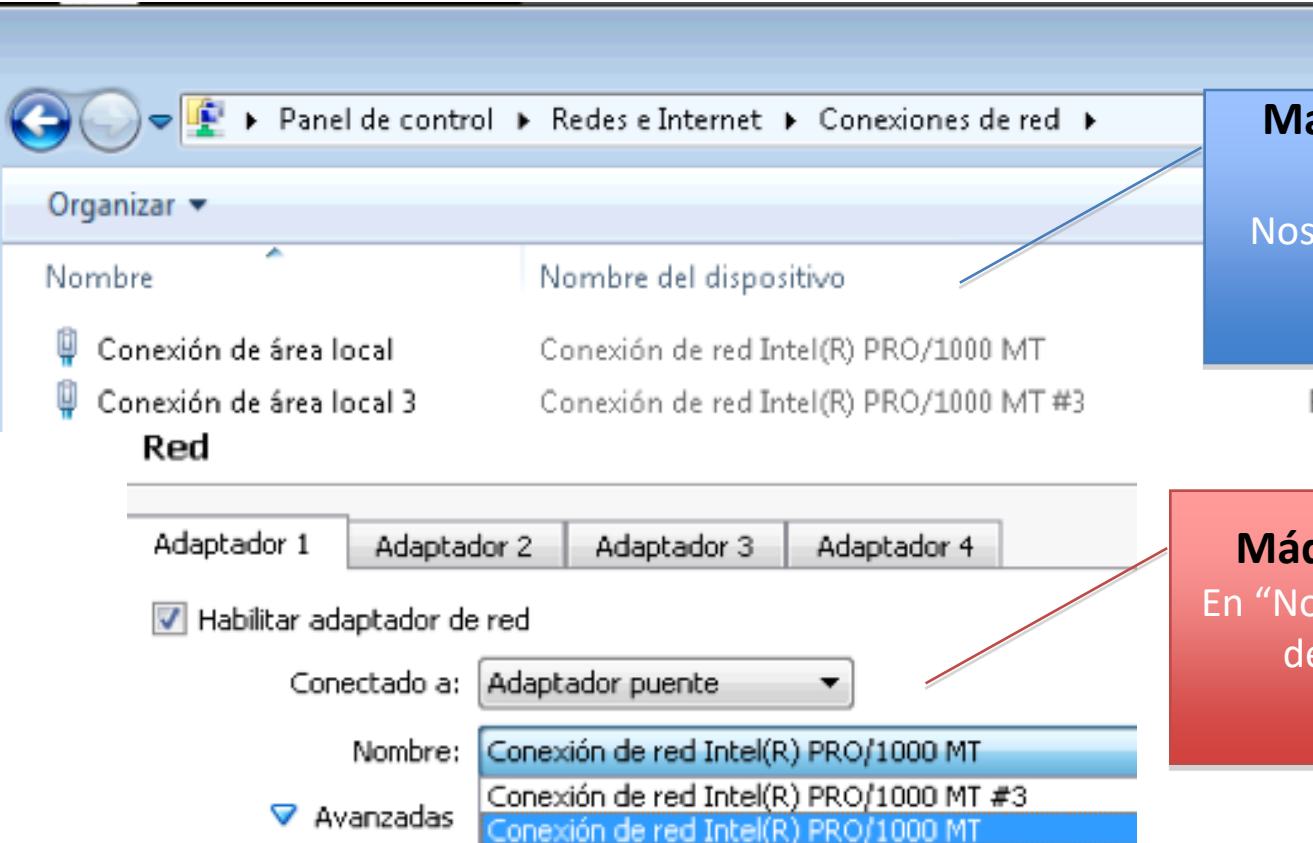 Panel de control ▸ Redes e Internet ▸ Conexiones de red ▸
Organizar
Nombre
Nombre del dispositivo
Conexión de área local
Conexión de red Intel(R) PRO/1000 MT
Conexión de área local 3
Conexión de red Intel(R) PRO/1000 MT #3
Nos
Red
Adaptador 1
Adaptador 2
Adaptador 3
Adaptador 4
Habilitar adaptador de red
Conectado a:
Adaptador puente
Nombre:
Conexión de red Intel(R) PRO/1000 MT
Conexión de red Intel(R) PRO/1000 MT #3
Conexión de red Intel(R) PRO/1000 MT
Avanzadas
En “